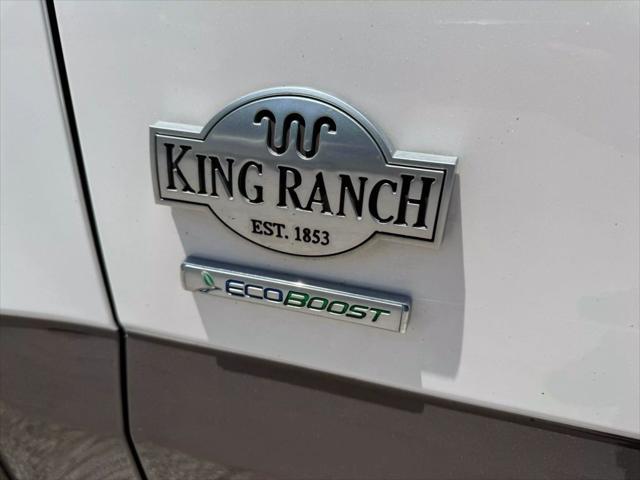 KING RANCH
EST. 1853
ECOBOOST